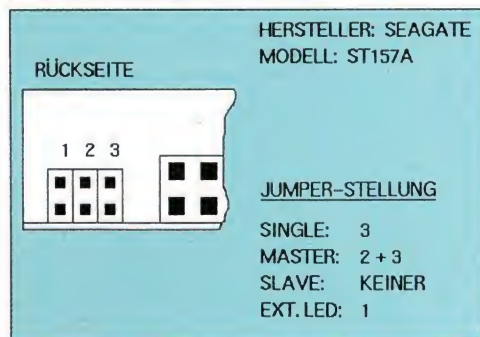 HERSTELLER: SEAGATE
MODELL: ST157A
RÜCKSEITE
1 2 3
JUMPER-STELLUNG
SINGLE: 3
MASTER: 2 + 3
SLAVE: KEINER
EXT. LED: 1